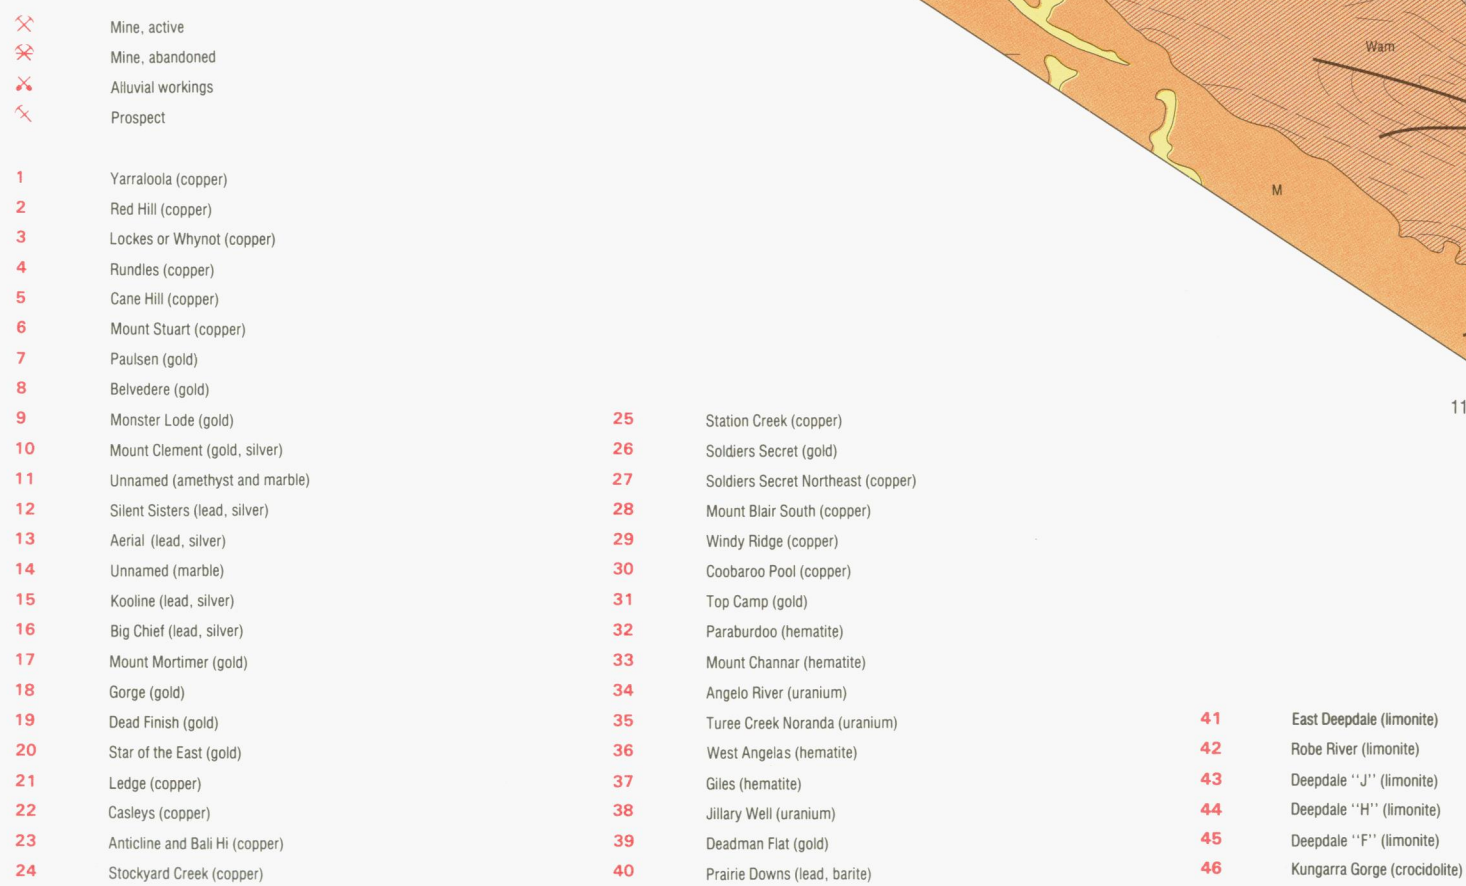 Mine, active
Mine, abandoned
Alluvial workings
Prospect
1 Yarraloola (copper)
2 Red Hill (copper)
3 Lockes or Whynot (copper)
4 Rundles (copper)
5 Cane Hill (copper)
6 Mount Stuart (copper)
7 Paulsen (gold)
8 Belvedere (gold)
9 Monster Lode (gold)
10 Mount Clement (gold, silver)
11 Unnamed (amethyst and marble)
12 Silent Sisters (lead, silver)
13 Aerial (lead, silver)
14 Unnamed (marble)
15 Kooline (lead, silver)
16 Big Chief (lead, silver)
17 Mount Mortimer (gold)
18 Gorge (gold)
19 Dead Finish (gold)
20 Star of the East (gold)
21 Ledge (copper)
22 Casleys (copper)
23 Anticline and Bali Hi (copper)
24 Stockyard Creek (copper)
25 Station Creek (copper)
26 Soldiers Secret (gold)
27 Soldiers Secret Northeast (copper)
28 Mount Blair South (copper)
29 Windy Ridge (copper)
30 Coobaroo Pool (copper)
31 Top Camp (gold)
32 Paraburdoo (hematite)
33 Mount Channar (hematite)
34 Angelo River (uranium)
35 Turee Creek Noranda (uranium)
36 West Angelas (hematite)
37 Giles (hematite)
38 Jillary Well (uranium)
39 Deadman Flat (gold)
40 Prairie Downs (lead, barite)
41 East Deepdale (limonite)
42 Robe River (limonite)
43 Deepdale ''J'' (limonite)
44 Deepdale ''H'' (limonite)
45 Deepdale ''F'' (limonite)
46 Kungarra Gorge (crocidolite)
Wam
M
11